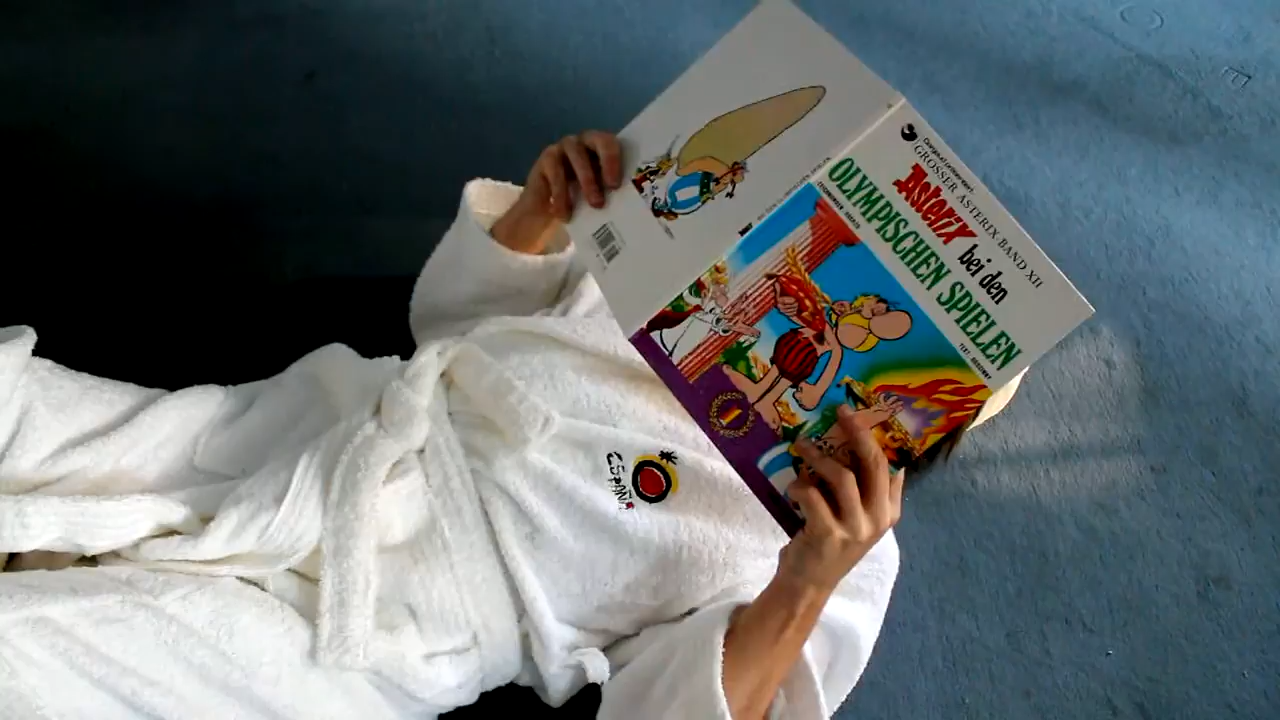 GROSSER ASTERIX-BAND XII
Asterix bei den
OLYMPISCHEN SPIELEN
ESPAÑA